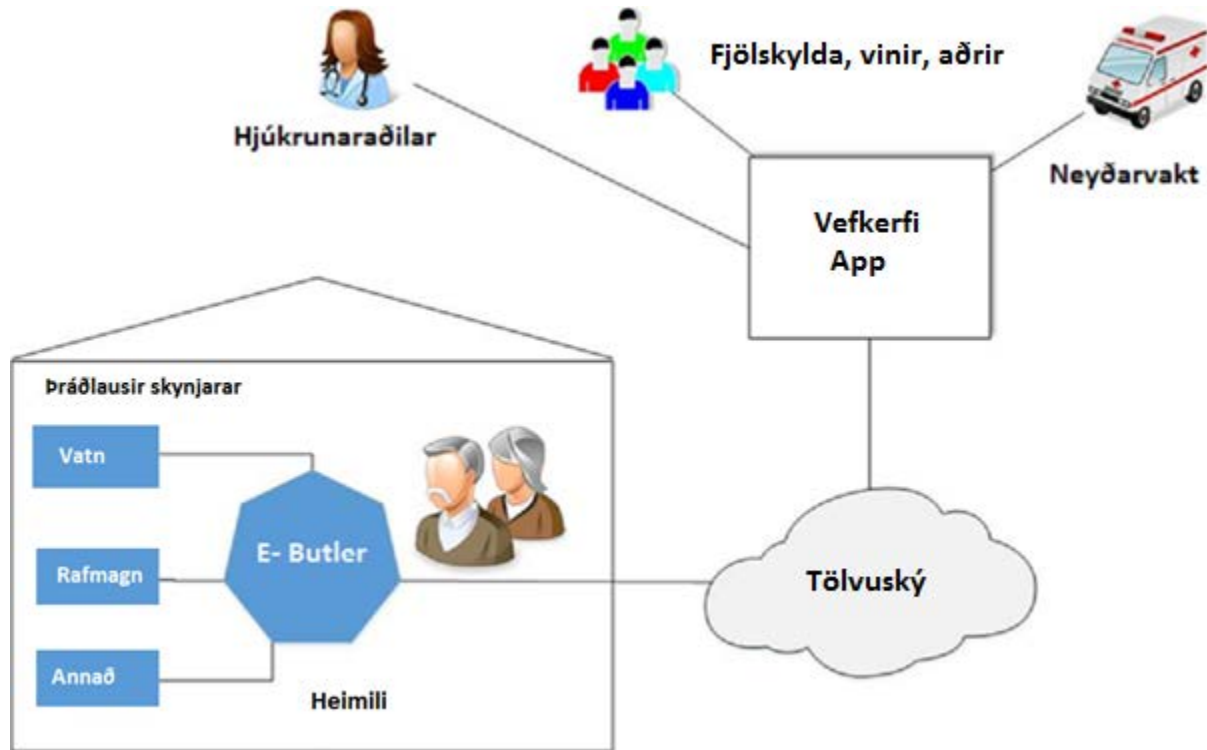 Fjölskylda, vinir, aðrir
Hjúkrunaraðilar
Neyðarvakt
Vefkerfi
App
Þráðlausir skynjarar
Vatn
E- Butler
Rafmagn
Tölvuský
Annað
Heimili